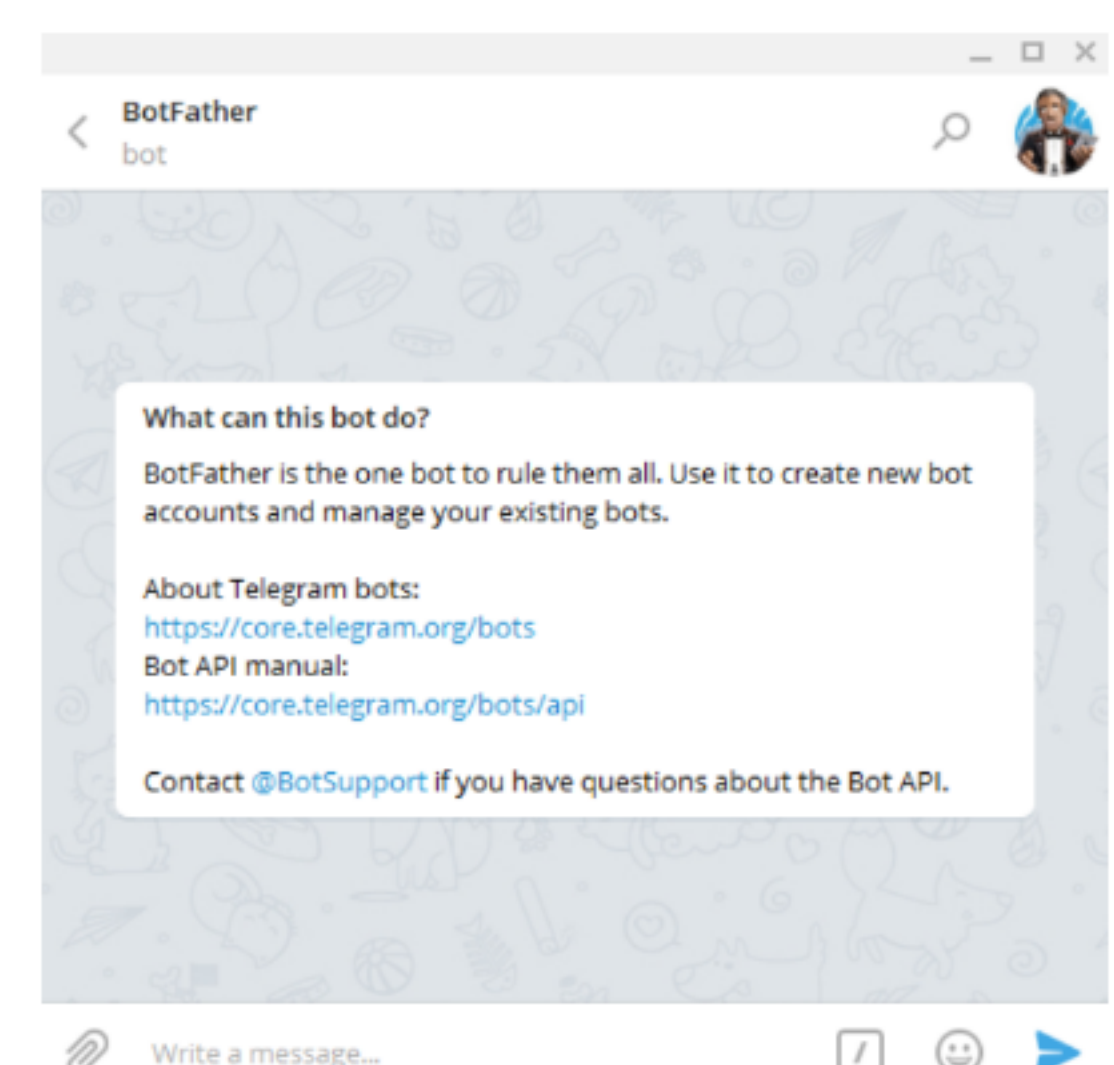 BotFather
bot
What can this bot do?
BotFather is the one bot to rule them all. Use it to create new bot
accounts and manage your existing bots.
About Telegram bots:
https://core.telegram.org/bots
Bot API manual:
https://core.telegram.org/bots/api
Contact @BotSupport if you have questions about the Bot API.
Write a message...